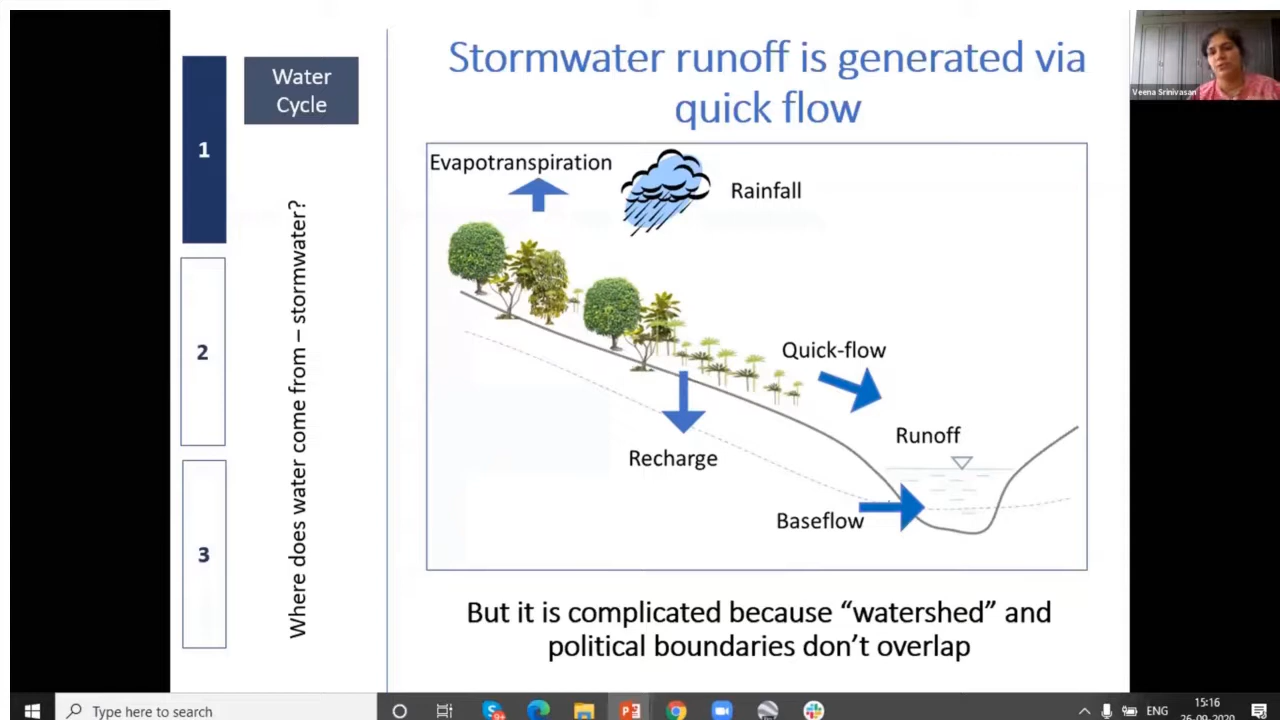 Stormwater runoff is generated via
quick flow
Water
Cycle
1
2
3
Where does water come from – stormwater?
Evapotranspiration
Rainfall
Quick-flow
Runoff
Recharge
Baseflow
But it is complicated because “watershed” and
political boundaries don’t overlap
Veena Srinivasan
Type here to search
ENG
15:16
26-09-2020